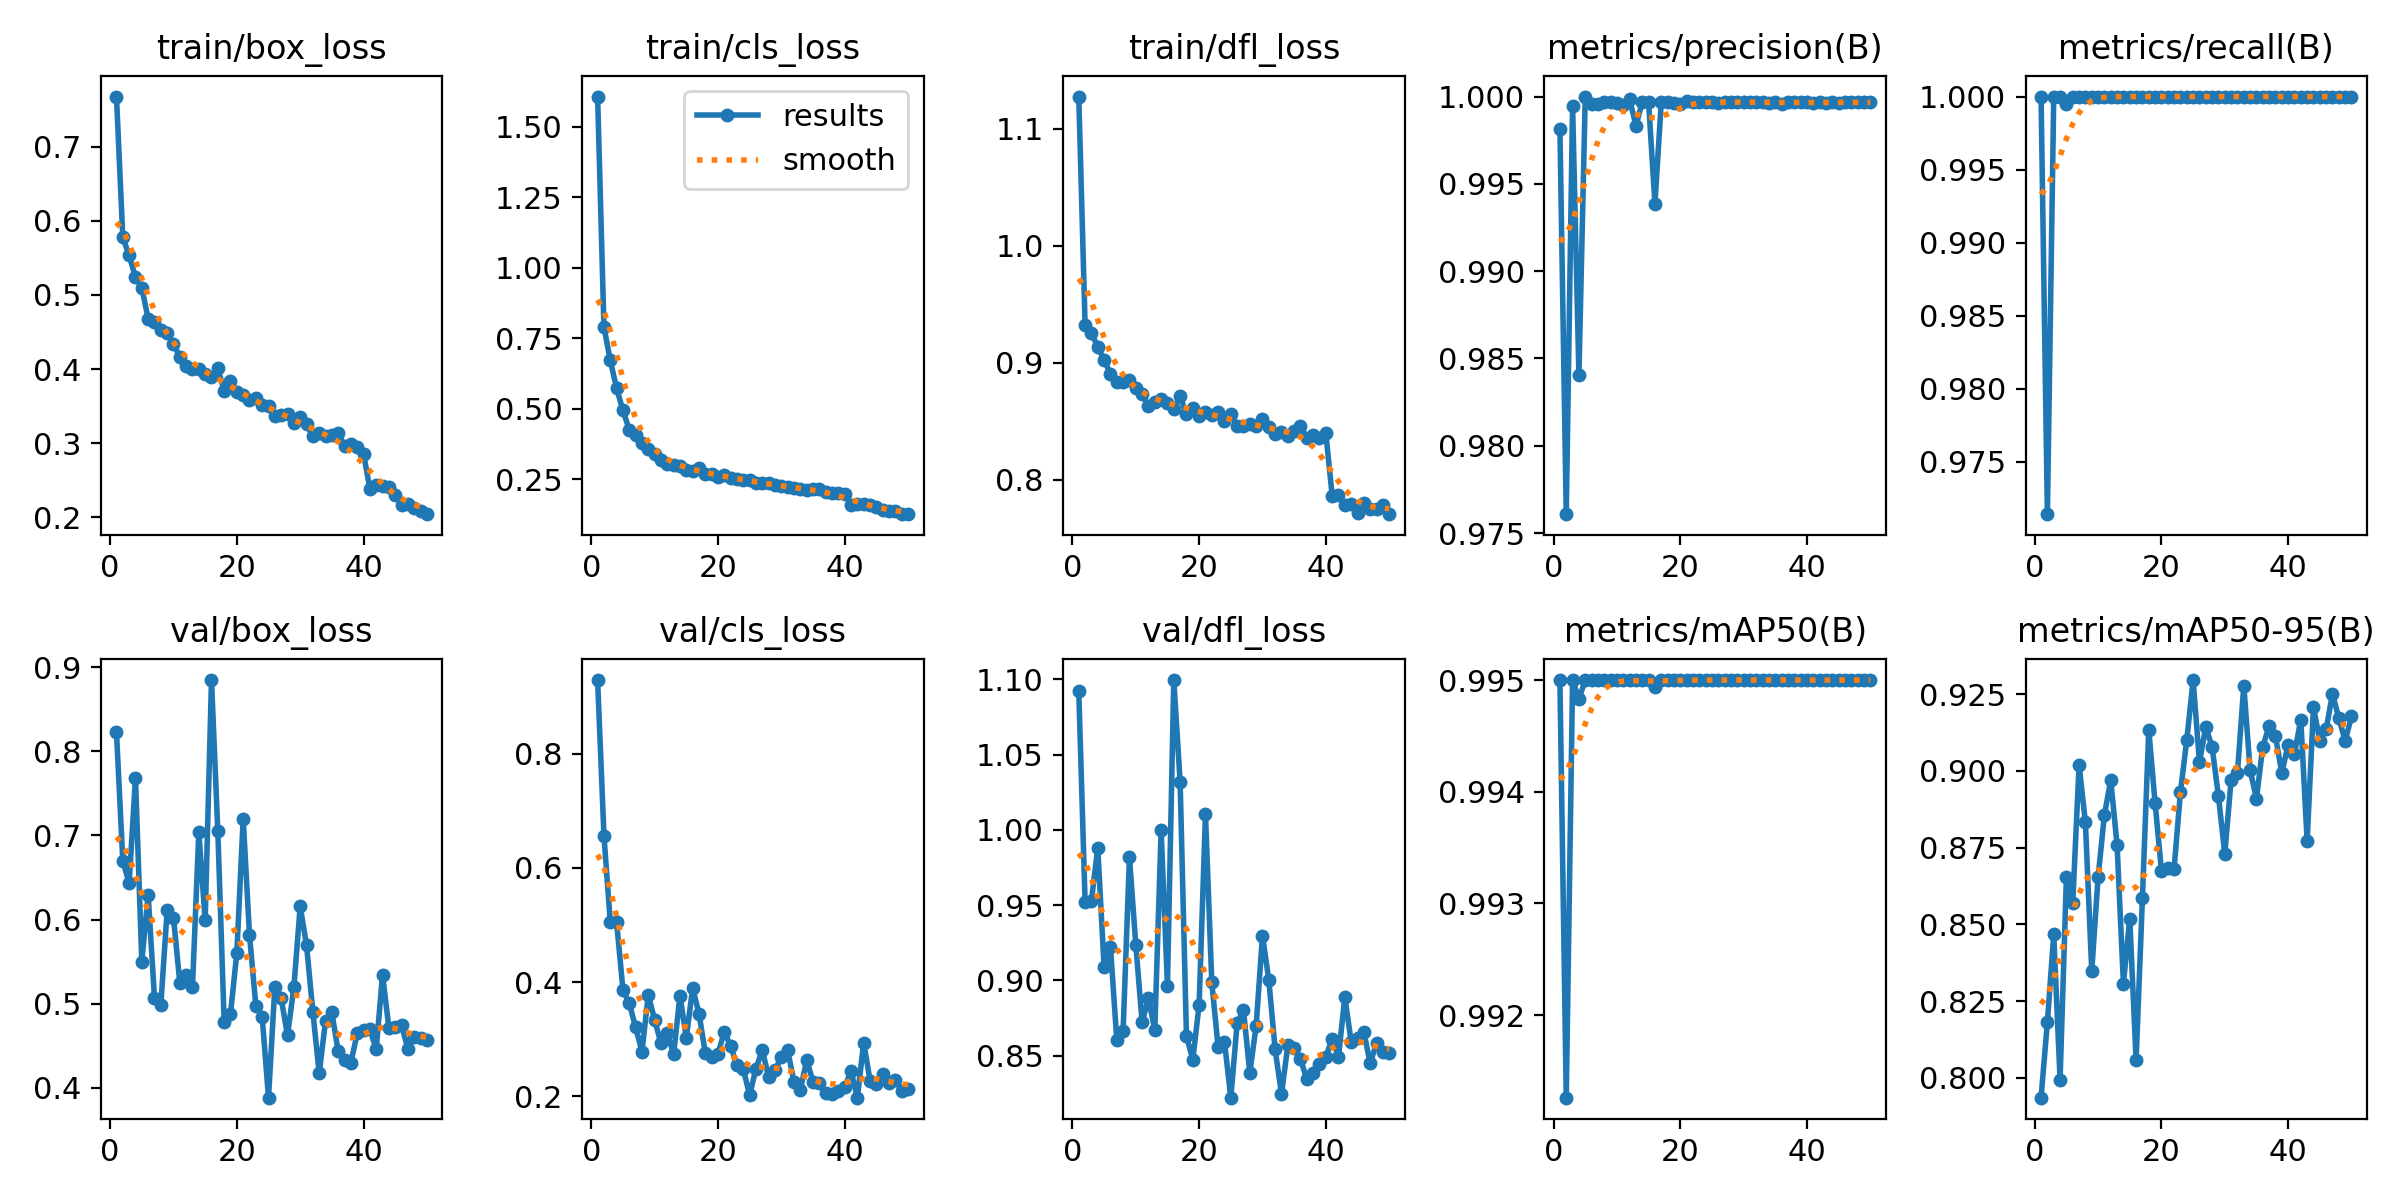 train/box_loss
0.7
0.6
0.5
0.4
0.3
0.2
0 20 40
train/cls_loss
results
smooth
1.50
1.25
1.00
0.75
0.50
0.25
0 20 40
train/dfl_loss
1.1
1.0
0.9
0.8
0 20 40
metrics/precision(B)
1.000
0.995
0.990
0.985
0.980
0.975
0 20 40
metrics/recall(B)
1.000
0.995
0.990
0.985
0.980
0.975
0 20 40
val/box_loss
0.9
0.8
0.7
0.6
0.5
0.4
0 20 40
val/cls_loss
0.8
0.6
0.4
0.2
0 20 40
val/dfl_loss
1.10
1.05
1.00
0.95
0.90
0.85
0 20 40
metrics/mAP50(B)
0.995
0.994
0.993
0.992
0 20 40
metrics/mAP50-95(B)
0.925
0.900
0.875
0.850
0.825
0.800
0 20 40